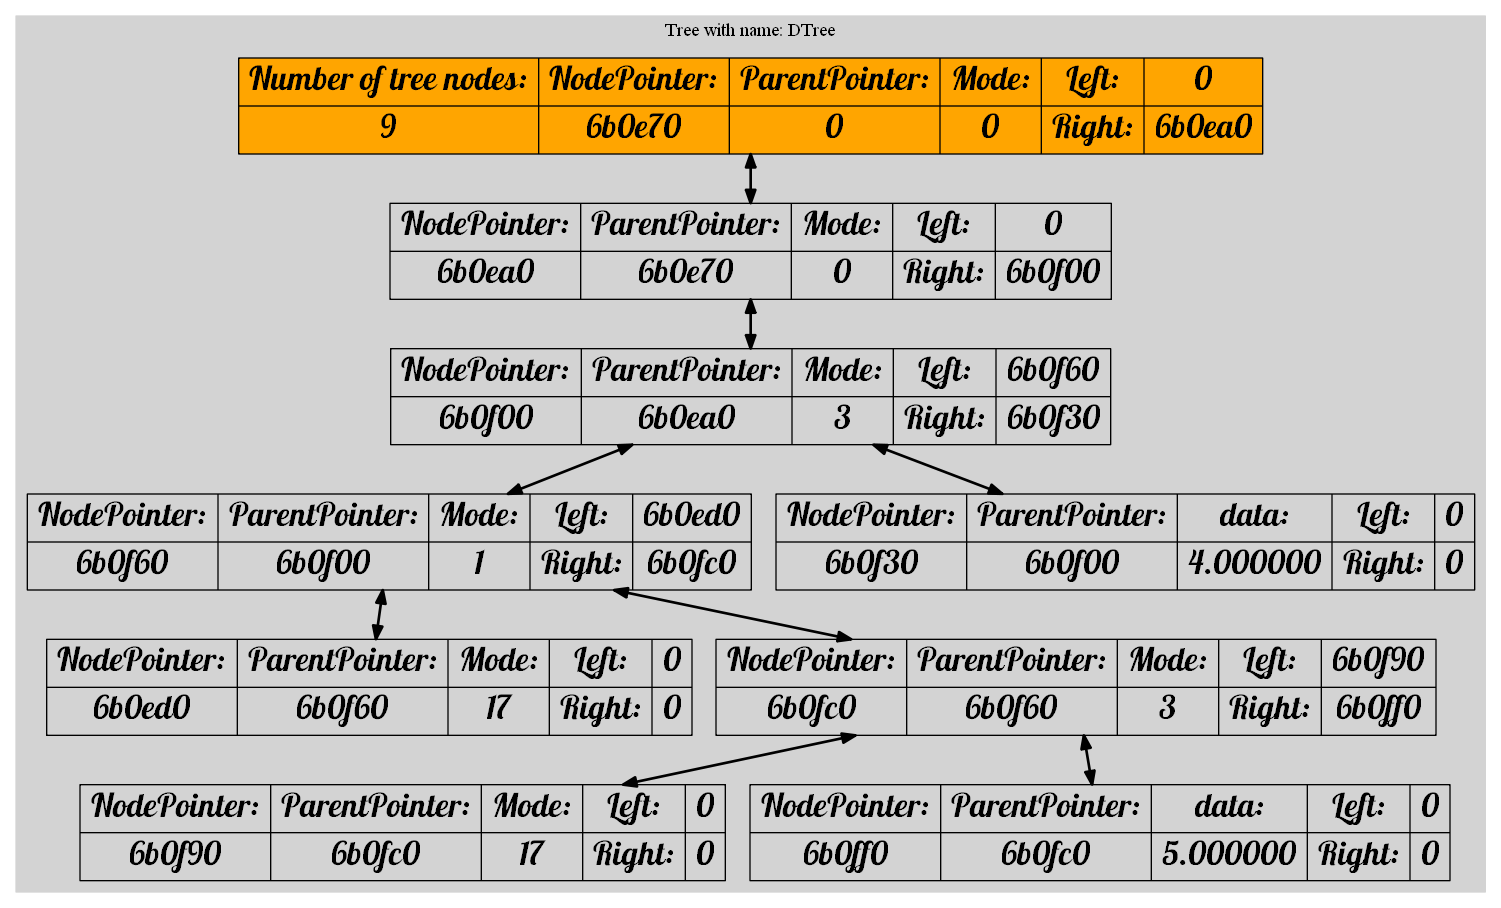 Tree with name: DTree
Number of tree nodes: NodePointer: ParentPointer: Mode: Left: 0
9 6b0e70 0 0 Right: 6b0ea0
NodePointer: ParentPointer: Mode: Left: 0
6b0ea0 6b0e70 0 Right: 6b0f00
NodePointer: ParentPointer: Mode: Left: 6b0f60
6b0f00 6b0ea0 3 Right: 6b0f30
NodePointer: ParentPointer: Mode: Left: 6b0ed0
6b0f60 6b0f00 1 Right: 6b0fc0
NodePointer: ParentPointer: data: Left: 0
6b0f30 6b0f00 4.000000 Right: 0
NodePointer: ParentPointer: Mode: Left: 0
6b0ed0 6b0f60 17 Right: 0
NodePointer: ParentPointer: Mode: Left: 6b0f90
6b0fc0 6b0f60 3 Right: 6b0ff0
NodePointer: ParentPointer: Mode: Left: 0
6b0f90 6b0fc0 17 Right: 0
NodePointer: ParentPointer: data: Left: 0
6b0ff0 6b0fc0 5.000000 Right: 0